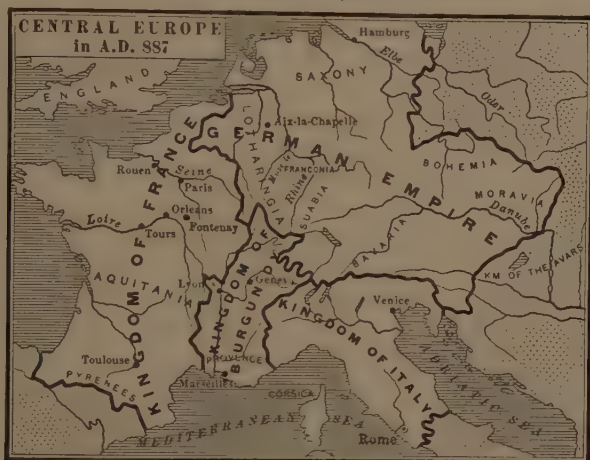 CENTRAL EUROPE
in A.D. 887
Hamburg
Elbe
ENGLAND
SAXONY
Oder
Aix-la-Chapelle
LOTHARINGIA
GERMAN EMPIRE
BOHEMIA
Rouen
Seine
Paris
FRANCONIA
Rhine
SUABIA
MORAVIA
Danube
Orleans
Loire
Tours
Fontenay
BAVARIA
KM OF THE AVARS
KINGDOM OF FRANCE
AQUITANIA
Lyon
KINGDOM OF
BURGUNDY
Venice
KINGDOM OF ITALY
Toulouse
PROVENCE
PYRENEES
Marseilles
CORSICA
ADRIATIC SEA
MEDITERRANEAN SEA
Rome